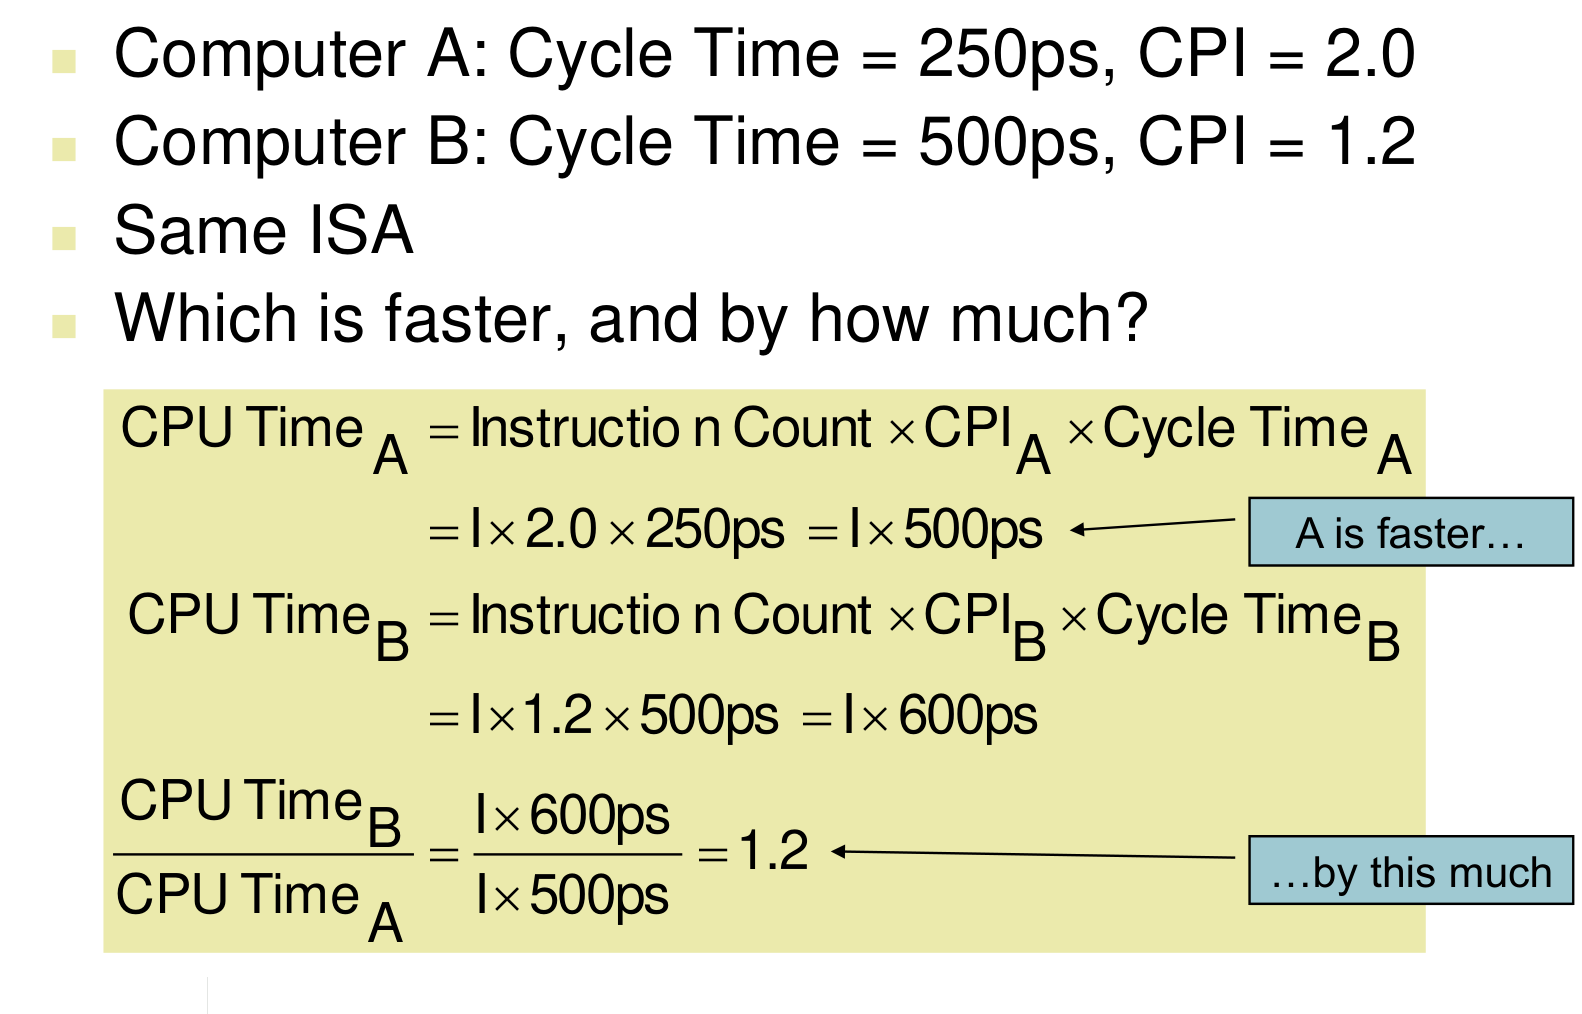 Computer A: Cycle Time = 250ps, CPI = 2.0
Computer B: Cycle Time = 500ps, CPI = 1.2
Same ISA
Which is faster, and by how much?
CPU Time A = Instructio n Count × CPI A × Cycle Time A
= I × 2.0 × 250ps = I × 500ps
A is faster…
CPU Time B = Instructio n Count × CPI B × Cycle Time B
= I × 1.2 × 500ps = I × 600ps
CPU Time B
I × 600ps
= = 1.2
CPU Time A
I × 500ps
…by this much